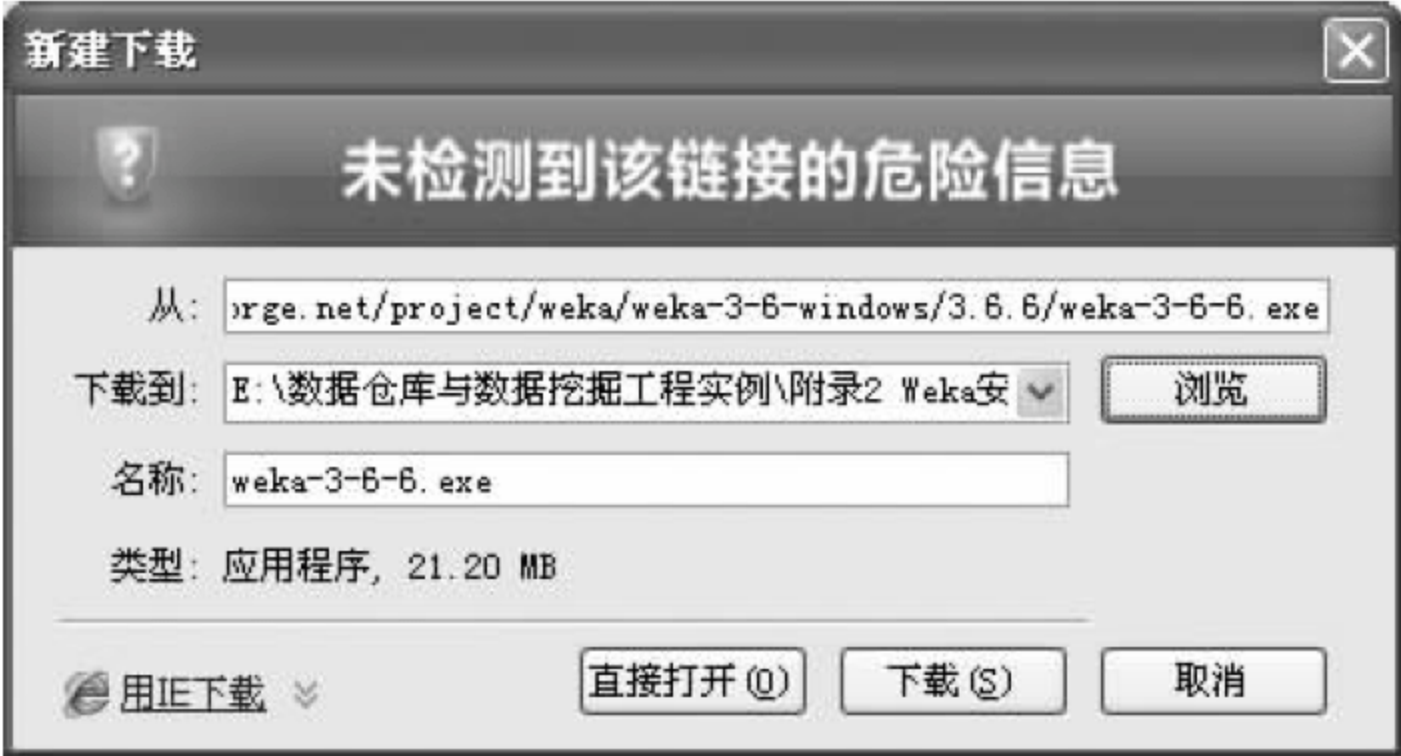 新建下载
未检测到该链接的危险信息
从: orge.net/project/weka/weka-3-6-windows/3.6.6/weka-3-6-6.exe
下载到: E:\数据仓库与数据挖掘工程实例\附录2 Weka安 浏览
名称: weka-3-6-6.exe
类型: 应用程序, 21.20 MB
用IE下载 直接打开(O) 下载(S) 取消